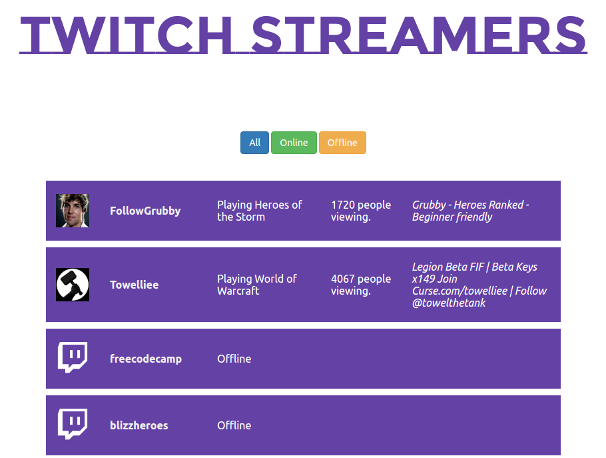 TWITCH STREAMERS
All Online Offline
FollowGrubby
Playing Heroes of
the Storm
1720 people
viewing.
Grubby - Heroes Ranked -
Beginner friendly
Towelliee
Playing World of
Warcraft
4067 people
viewing.
Legion Beta FIF | Beta Keys
x149 Join
Curse.com/towelliee | Follow
@towelthetank
freecodecamp
Offline
blizzheroes
Offline